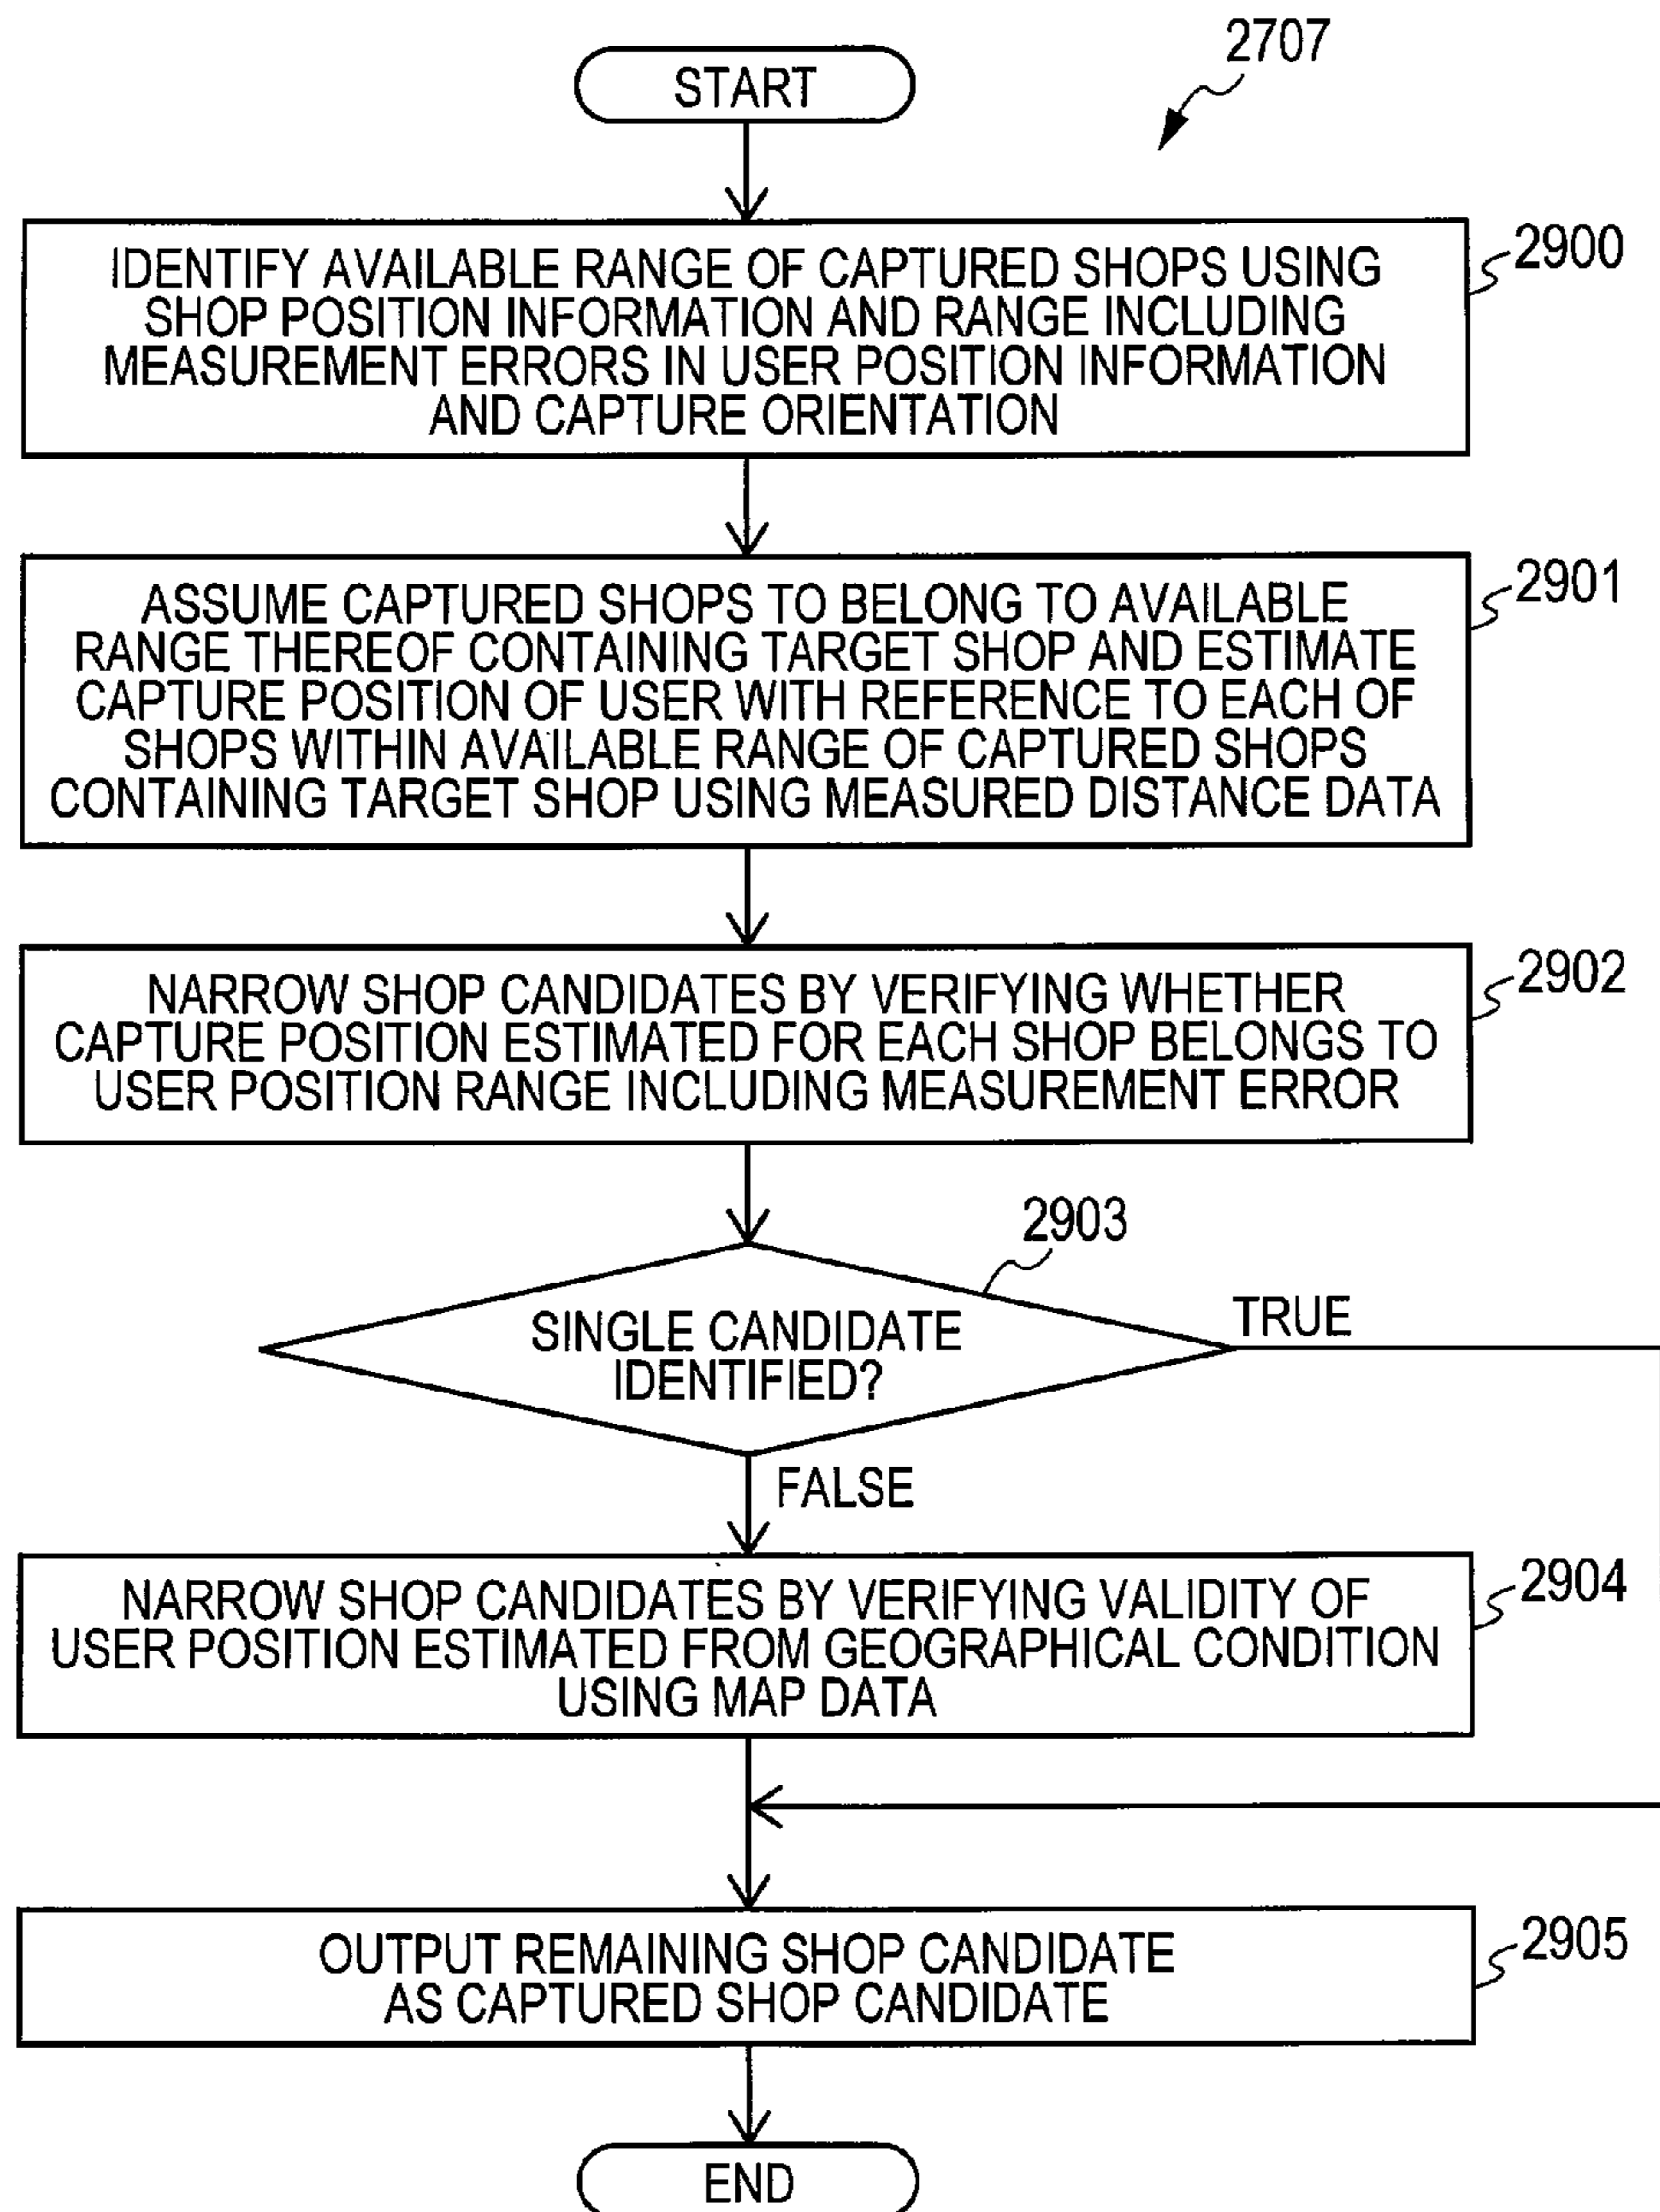 2707
START
IDENTIFY AVAILABLE RANGE OF CAPTURED SHOPS USING
SHOP POSITION INFORMATION AND RANGE INCLUDING
MEASUREMENT ERRORS IN USER POSITION INFORMATION
AND CAPTURE ORIENTATION
2900
ASSUME CAPTURED SHOPS TO BELONG TO AVAILABLE
RANGE THEREOF CONTAINING TARGET SHOP AND ESTIMATE
CAPTURE POSITION OF USER WITH REFERENCE TO EACH OF
SHOPS WITHIN AVAILABLE RANGE OF CAPTURED SHOPS
CONTAINING TARGET SHOP USING MEASURED DISTANCE DATA
2901
NARROW SHOP CANDIDATES BY VERIFYING WHETHER
CAPTURE POSITION ESTIMATED FOR EACH SHOP BELONGS TO
USER POSITION RANGE INCLUDING MEASUREMENT ERROR
2902
2903
SINGLE CANDIDATE
IDENTIFIED?
TRUE
FALSE
NARROW SHOP CANDIDATES BY VERIFYING VALIDITY OF
USER POSITION ESTIMATED FROM GEOGRAPHICAL CONDITION
USING MAP DATA
2904
OUTPUT REMAINING SHOP CANDIDATE
AS CAPTURED SHOP CANDIDATE
2905
END